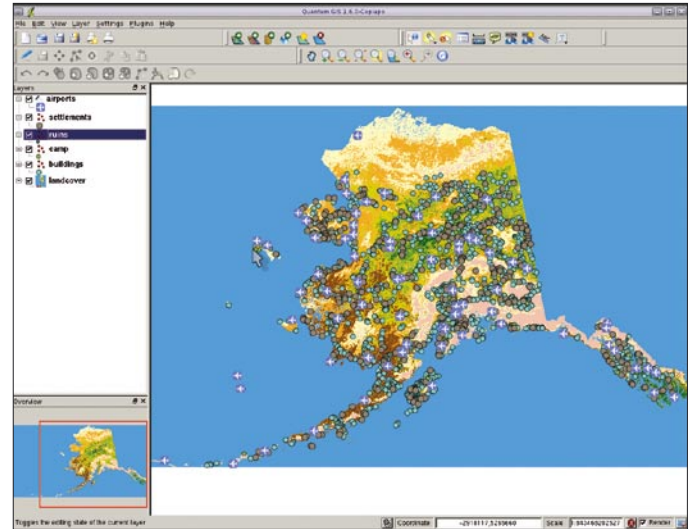 Quantum GIS 1.6.0-Copiapo
File Edit View Layer Settings Plugins Help
Layers
airports
settlements
ruins
camp
buildings
landcover
Overview
Toggles the editing state of the current layer
Coordinate
Scale
Render